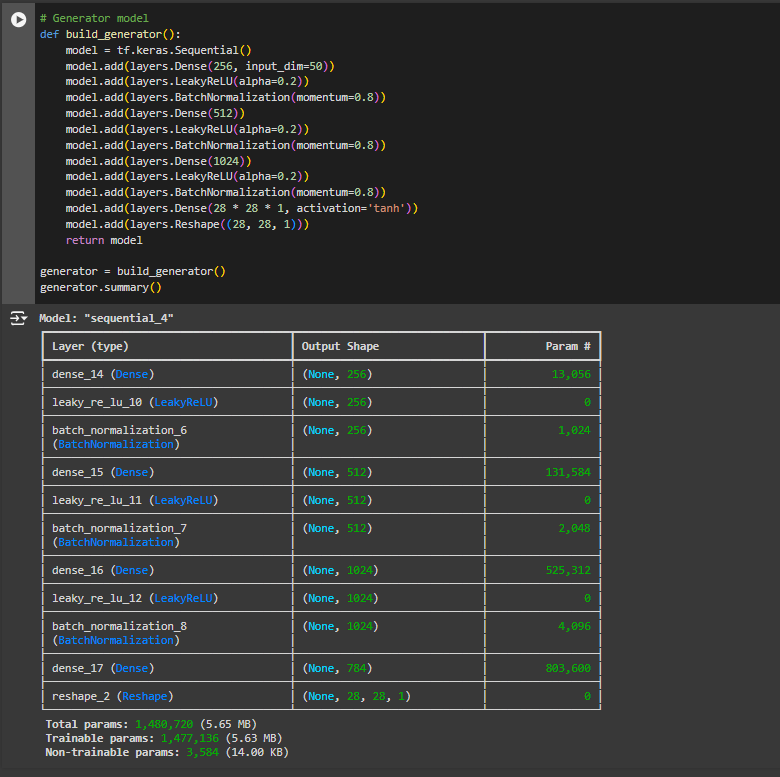 # Generator model
def build_generator():
    model = tf.keras.Sequential()
    model.add(layers.Dense(256, input_dim=50))
    model.add(layers.LeakyReLU(alpha=0.2))
    model.add(layers.BatchNormalization(momentum=0.8))
    model.add(layers.Dense(512))
    model.add(layers.LeakyReLU(alpha=0.2))
    model.add(layers.BatchNormalization(momentum=0.8))
    model.add(layers.Dense(1024))
    model.add(layers.LeakyReLU(alpha=0.2))
    model.add(layers.BatchNormalization(momentum=0.8))
    model.add(layers.Dense(28 * 28 * 1, activation='tanh'))
    model.add(layers.Reshape((28, 28, 1)))
    return model
generator = build_generator()
generator.summary()
Model: "sequential_4"
Layer (type) Output Shape Param #
dense_14 (Dense) (None, 256) 13,056
leaky_re_lu_10 (LeakyReLU) (None, 256) 0
batch_normalization_6 (None, 256) 1,024
(BatchNormalization)
dense_15 (Dense) (None, 512) 131,584
leaky_re_lu_11 (LeakyReLU) (None, 512) 0
batch_normalization_7 (None, 512) 2,048
(BatchNormalization)
dense_16 (Dense) (None, 1024) 525,312
leaky_re_lu_12 (LeakyReLU) (None, 1024) 0
batch_normalization_8 (None, 1024) 4,096
(BatchNormalization)
dense_17 (Dense) (None, 784) 803,600
reshape_2 (Reshape) (None, 28, 28, 1) 0
Total params: 1,480,720 (5.65 MB)
Trainable params: 1,477,136 (5.63 MB)
Non-trainable params: 3,584 (14.00 KB)